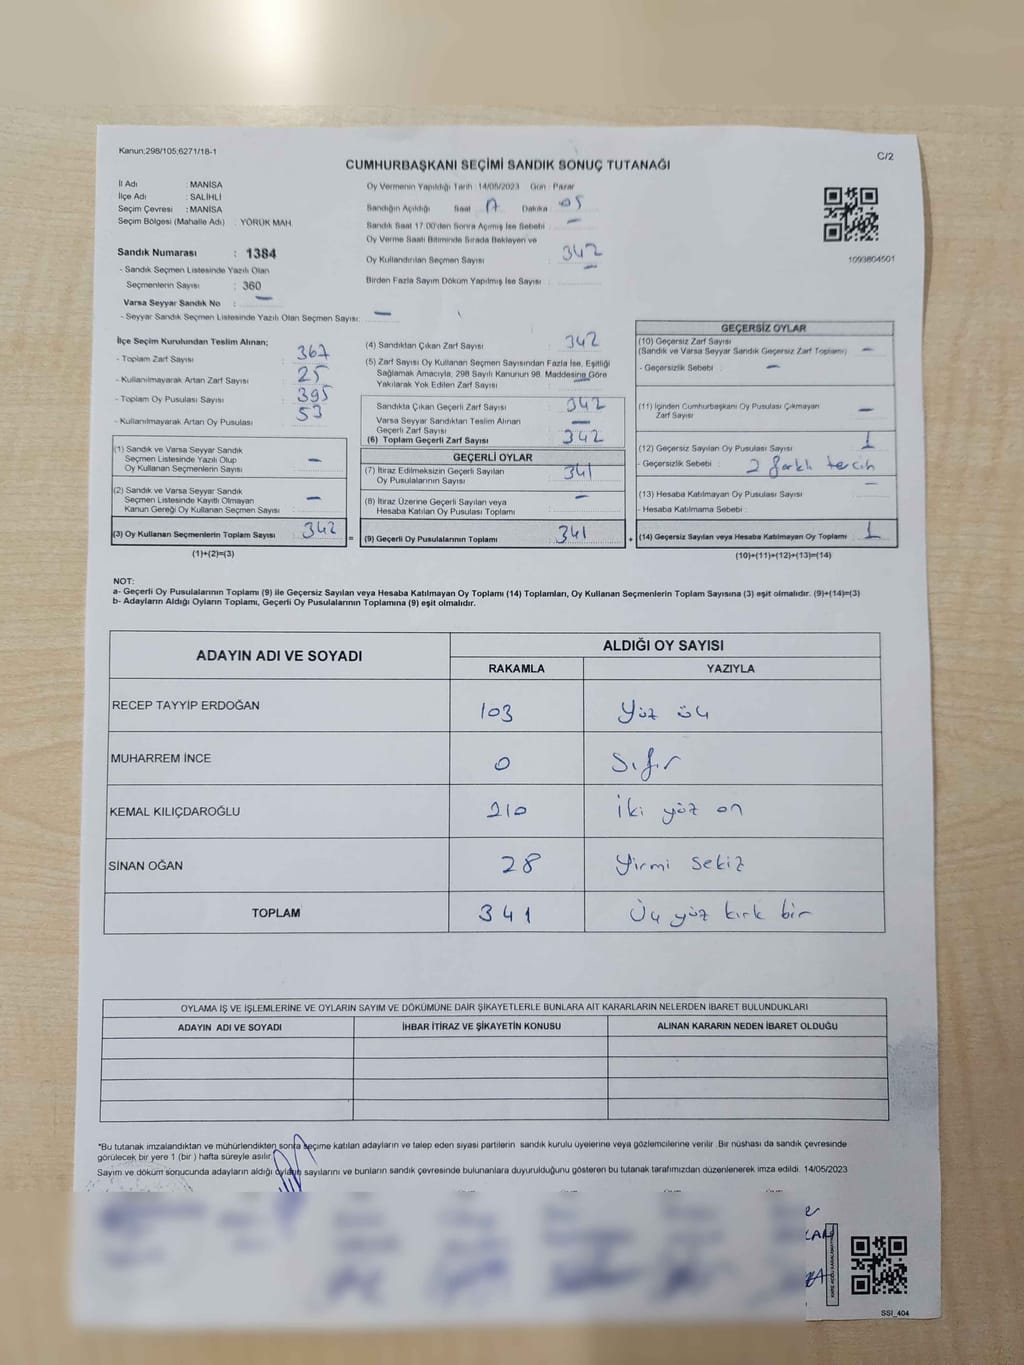 Kanun;298/105,6271/18-1
C/2
CUMHURBAŞKANI SEÇİMİ SANDIK SONUÇ TUTANAĞI
İl Adı : MANİSA
İlçe Adı : SALİHLİ
Seçim Çevresi : MANİSA
Seçim Bölgesi (Mahalle Adı) : YÖRÜK MAH.
Sandık Numarası : 1384
- Sandık Seçmen Listesinde Yazılı Olan
Seçmenlerin Sayısı : 360
Varsa Seyyar Sandık No : —
- Seyyar Sandık Seçmen Listesinde Yazılı Olan Seçmen Sayısı: —
Oy Vermenin Yapıldığı Tarih 14/05/2023 Gün : Pazar
Sandığın Açıldığı Saat Dakika 05
Sandık Saat 17:00'den Sonra Açılmış İse Sebebi : —
Oy Verme Saati Bitiminde Sırada Bekleyen ve
Oy Kullandırılan Seçmen Sayısı : 342
Birden Fazla Sayım Döküm Yapılmış İse Sayısı : —
1093804501
İlçe Seçim Kurulundan Teslim Alınan;
- Toplam Zarf Sayısı : 367
- Kullanılmayarak Artan Zarf Sayısı : 25
- Toplam Oy Pusulası Sayısı : 395
- Kullanılmayarak Artan Oy Pusulası : 53
(1) Sandık ve Varsa Seyyar Sandık
Seçmen Listesinde Yazılı Olup
Oy Kullanan Seçmenlerin Sayısı : —
(2) Sandık ve Varsa Seyyar Sandık
Seçmen Listesinde Kayıtlı Olmayan
Kanun Gereği Oy Kullanan Seçmen Sayısı : —
(3) Oy Kullanan Seçmenlerin Toplam Sayısı : 342
(1)+(2)=(3)
(4) Sandıktan Çıkan Zarf Sayısı : 342
(5) Zarf Sayısı Oy Kullanan Seçmen Sayısından Fazla İse, Eşitliği
Sağlamak Amacıyla, 298 Sayılı Kanunun 98. Maddesine Göre
Yakılarak Yok Edilen Zarf Sayısı : —
Sandıkta Çıkan Geçerli Zarf Sayısı : 342
Varsa Seyyar Sandıktan Teslim Alınan
Geçerli Zarf Sayısı : —
(6) Toplam Geçerli Zarf Sayısı : 342
GEÇERLİ OYLAR
(7) İtiraz Edilmeksizin Geçerli Sayılan
Oy Pusulalarının Sayısı : 341
(8) İtiraz Üzerine Geçerli Sayılan veya
Hesaba Katılan Oy Pusulaları Toplamı : —
= (9) Geçerli Oy Pusulalarının Toplamı : 341
GEÇERSİZ OYLAR
(10) Geçersiz Zarf Sayısı
(Sandık ve Varsa Seyyar Sandık Geçersiz Zarf Toplamı) : —
- Geçersizlik Sebebi : —
(11) İçinden Cumhurbaşkanı Oy Pusulası Çıkmayan
Zarf Sayısı : —
(12) Geçersiz Sayılan Oy Pusulası Sayısı : 1
- Geçersizlik Sebebi : 2 farklı tercih
(13) Hesaba Katılmayan Oy Pusulası Sayısı : —
- Hesaba Katılmama Sebebi :
+ (14) Geçersiz Sayılan veya Hesaba Katılmayan Oy Toplamı : 1
(10)+(11)+(12)+(13)=(14)
NOT:
a- Geçerli Oy Pusulalarının Toplamı (9) ile Geçersiz Sayılan veya Hesaba Katılmayan Oy Toplamı (14) Toplamları, Oy Kullanan Seçmenlerin Toplam Sayısına (3) eşit olmalıdır. (9)+(14)=(3)
b- Adayların Aldığı Oyların Toplamı, Geçerli Oy Pusulalarının Toplamına (9) eşit olmalıdır.
ADAYIN ADI VE SOYADI
ALDIĞI OY SAYISI
RAKAMLA YAZIYLA
RECEP TAYYİP ERDOĞAN 103 Yüz üç
MUHARREM İNCE 0 Sıfır
KEMAL KILIÇDAROĞLU 210 İki yüz on
SİNAN OĞAN 28 Yirmi sekiz
TOPLAM 341 Üç yüz kırk bir
OYLAMA İŞ VE İŞLEMLERİNE VE OYLARIN SAYIM VE DÖKÜMÜNE DAİR ŞİKAYETLERLE BUNLARA AİT KARARLARIN NELERDEN İBARET BULUNDUKLARI
ADAYIN ADI VE SOYADI İHBAR İTİRAZ VE ŞİKAYETİN KONUSU ALINAN KARARIN NEDEN İBARET OLDUĞU
*Bu tutanak imzalandıktan ve mühürlendikten sonra seçime katılan adayların ve talep eden siyasi partilerin sandık kurulu üyelerine veya gözlemcilerine verilir. Bir nüshası da sandık çevresinde
görülecek bir yere 1 (bir) hafta süreyle asılır.
Sayım ve döküm sonucunda adayların aldığı oyların sayılarını ve bunların sandık çevresinde bulunanlara duyurulduğunu gösteren bu tutanak tarafımızdan düzenlenerek imza edildi. 14/05/2023
SSI_404